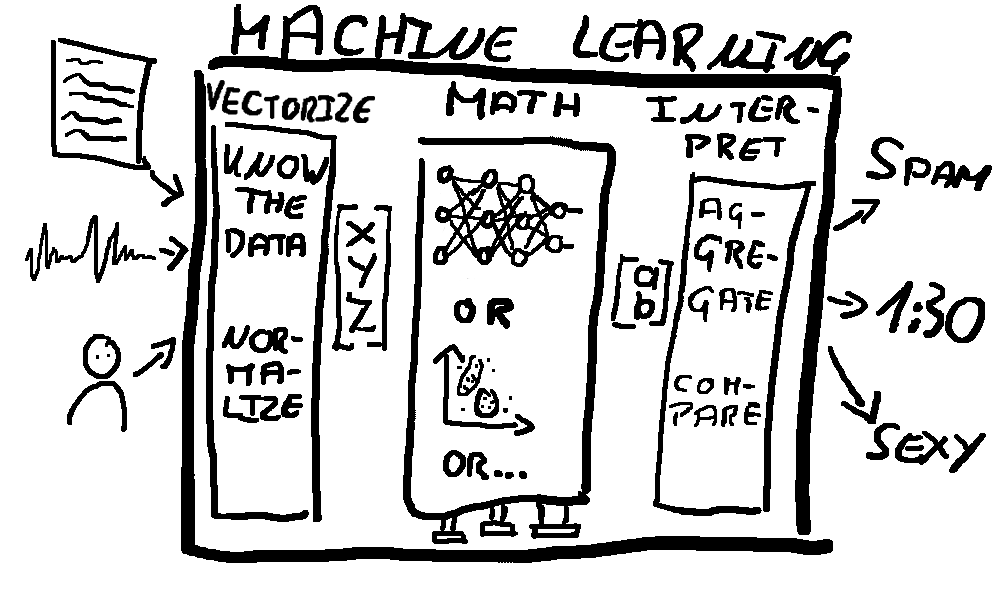 MACHINE LEARNING
VECTORIZE
KNOW
THE
DATA
NOR-
MA-
LIZE
X
Y
Z
MATH
OR
OR...
a
b
INTER-
PRET
AG-
GRE-
GATE
COM-
PARE
SPAM
1:30
SEXY